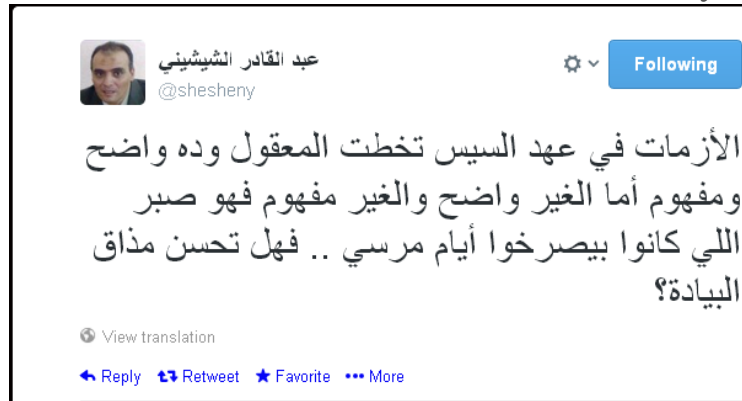 عبد القادر الشيشيني
Following
@shesheny
الأزمات في عهد السيس تخطت المعقول وده واضح
ومفهوم أما الغير واضح والغير مفهوم فهو صبر
اللي كانوا بيصرخوا أيام مرسي .. فهل تحسن مذاق
البيادة؟
View translation
Reply Retweet Favorite More